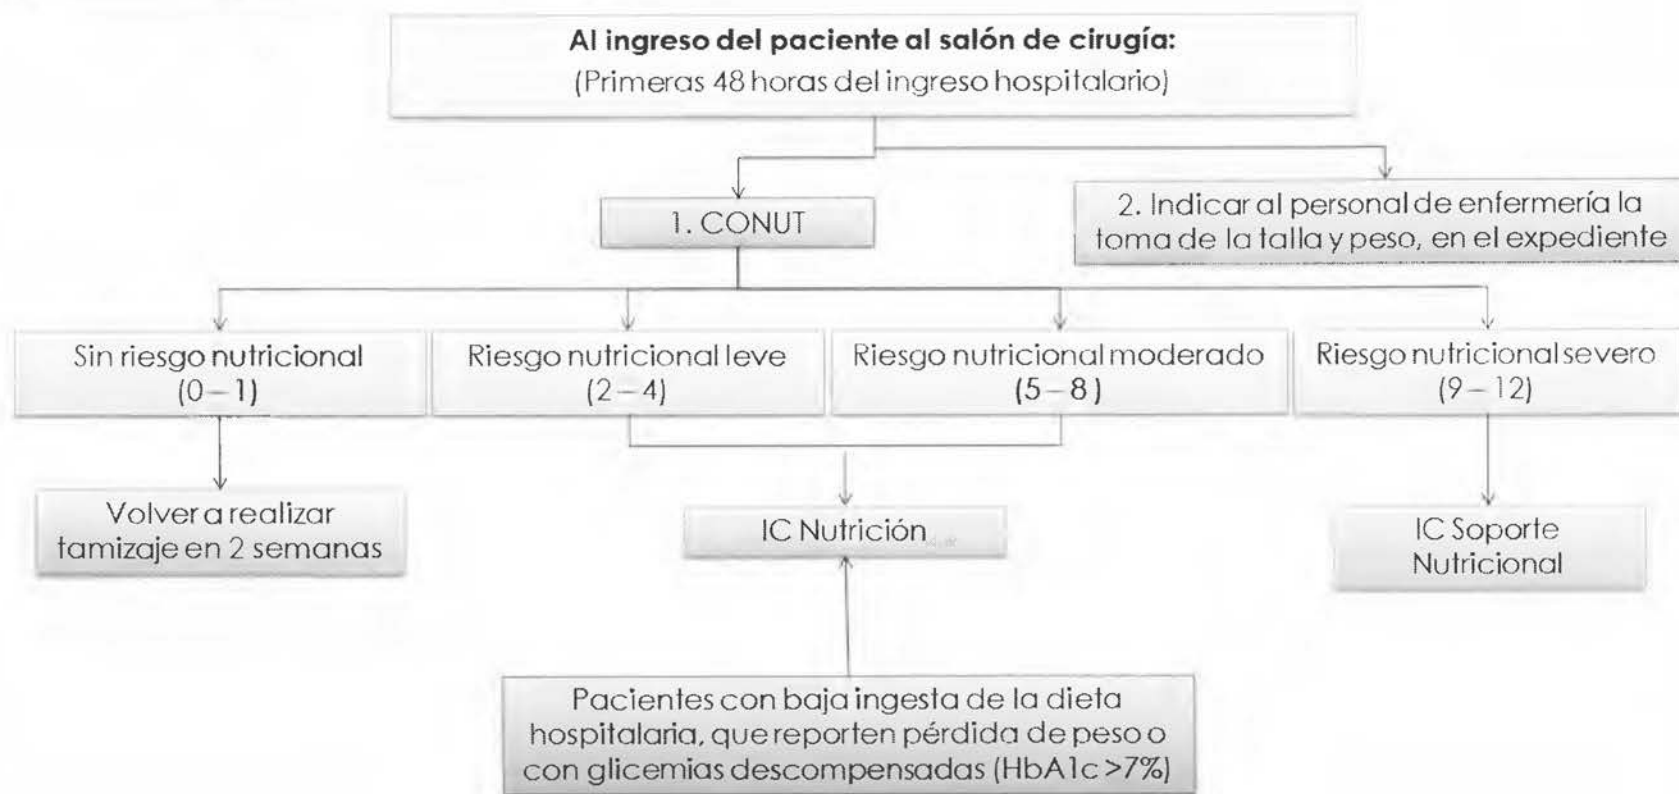 Al ingreso del paciente al salón de cirugía:
(Primeras 48 horas del ingreso hospitalario)
1. CONUT
2. Indicar al personal de enfermería la
toma de la talla y peso, en el expediente
Sin riesgo nutricional
(0 – 1)
Riesgo nutricional leve
(2 – 4)
Riesgo nutricional moderado
(5 – 8)
Riesgo nutricional severo
(9 – 12)
Volver a realizar
tamizaje en 2 semanas
IC Nutrición
IC Soporte
Nutricional
Pacientes con baja ingesta de la dieta
hospitalaria, que reporten pérdida de peso o
con glicemias descompensadas (HbA1c >7%)